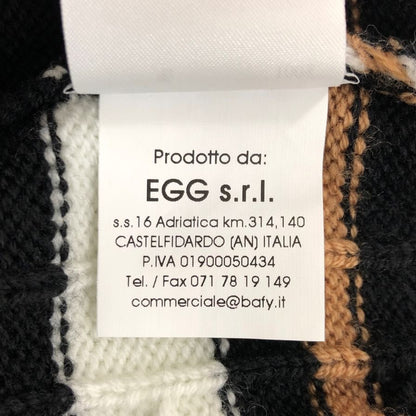 Prodotto da:
EGG s.r.l.
s.s.16 Adriatica km.314,140
CASTELFIDARDO (AN) ITALIA
P.IVA 01900050434
Tel. / Fax 071 78 19 149
commerciale@bafy.it